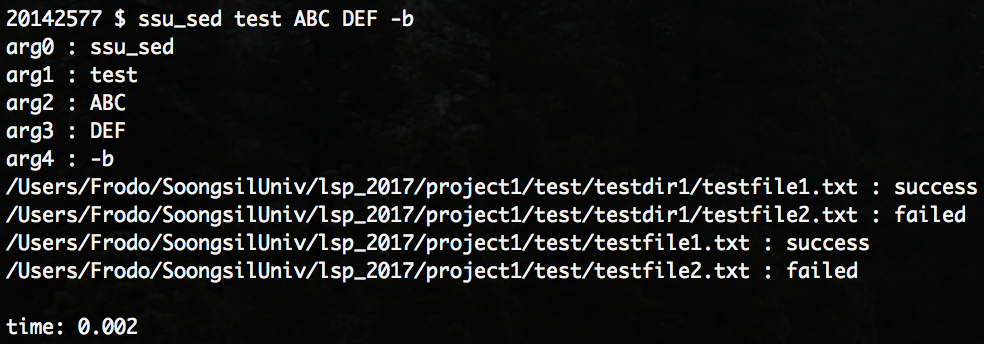 20142577 $ ssu_sed test ABC DEF -b
arg0 : ssu_sed
arg1 : test
arg2 : ABC
arg3 : DEF
arg4 : -b
/Users/Frodo/SoongsilUniv/lsp_2017/project1/test/testdir1/testfile1.txt : success
/Users/Frodo/SoongsilUniv/lsp_2017/project1/test/testdir1/testfile2.txt : failed
/Users/Frodo/SoongsilUniv/lsp_2017/project1/test/testfile1.txt : success
/Users/Frodo/SoongsilUniv/lsp_2017/project1/test/testfile2.txt : failed
time: 0.002